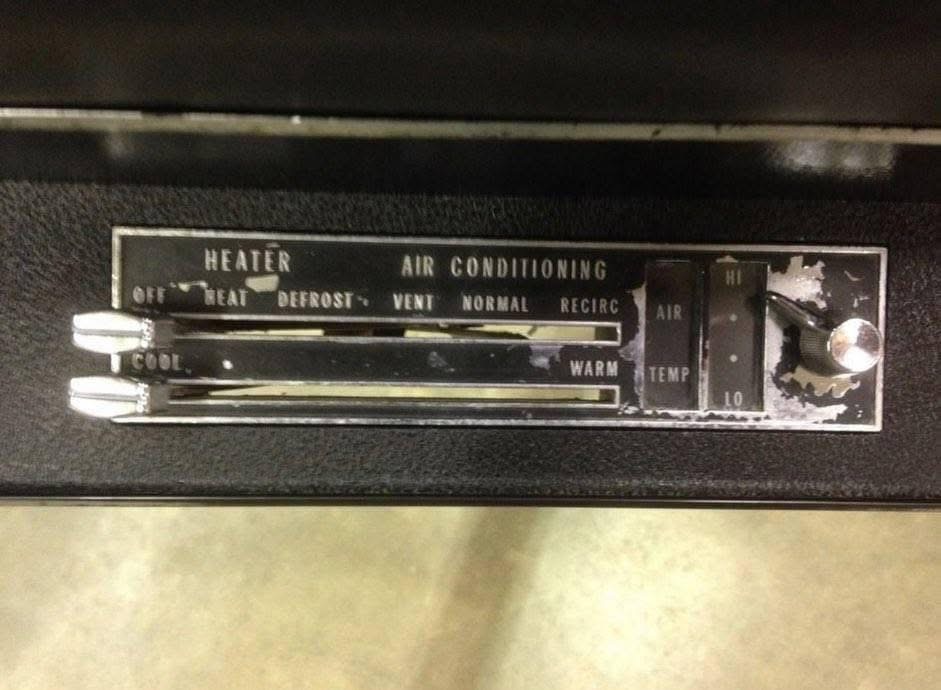 HEATER AIR CONDITIONING
OFF HEAT DEFROST VENT NORMAL RECIRC
COOL WARM
AIR
TEMP
HI
LO